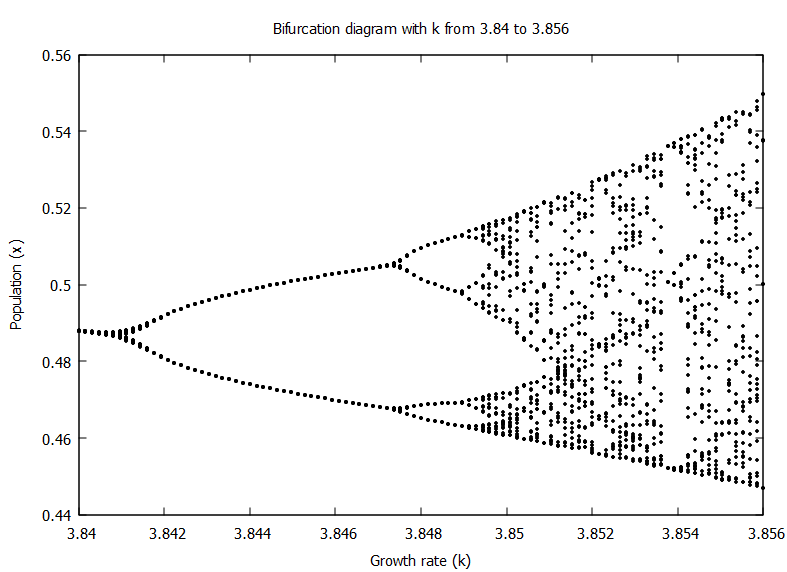 Bifurcation diagram with k from 3.84 to 3.856
0.56
0.54
0.52
0.5
0.48
0.46
0.44
Population (x)
3.84 3.842 3.844 3.846 3.848 3.85 3.852 3.854 3.856
Growth rate (k)